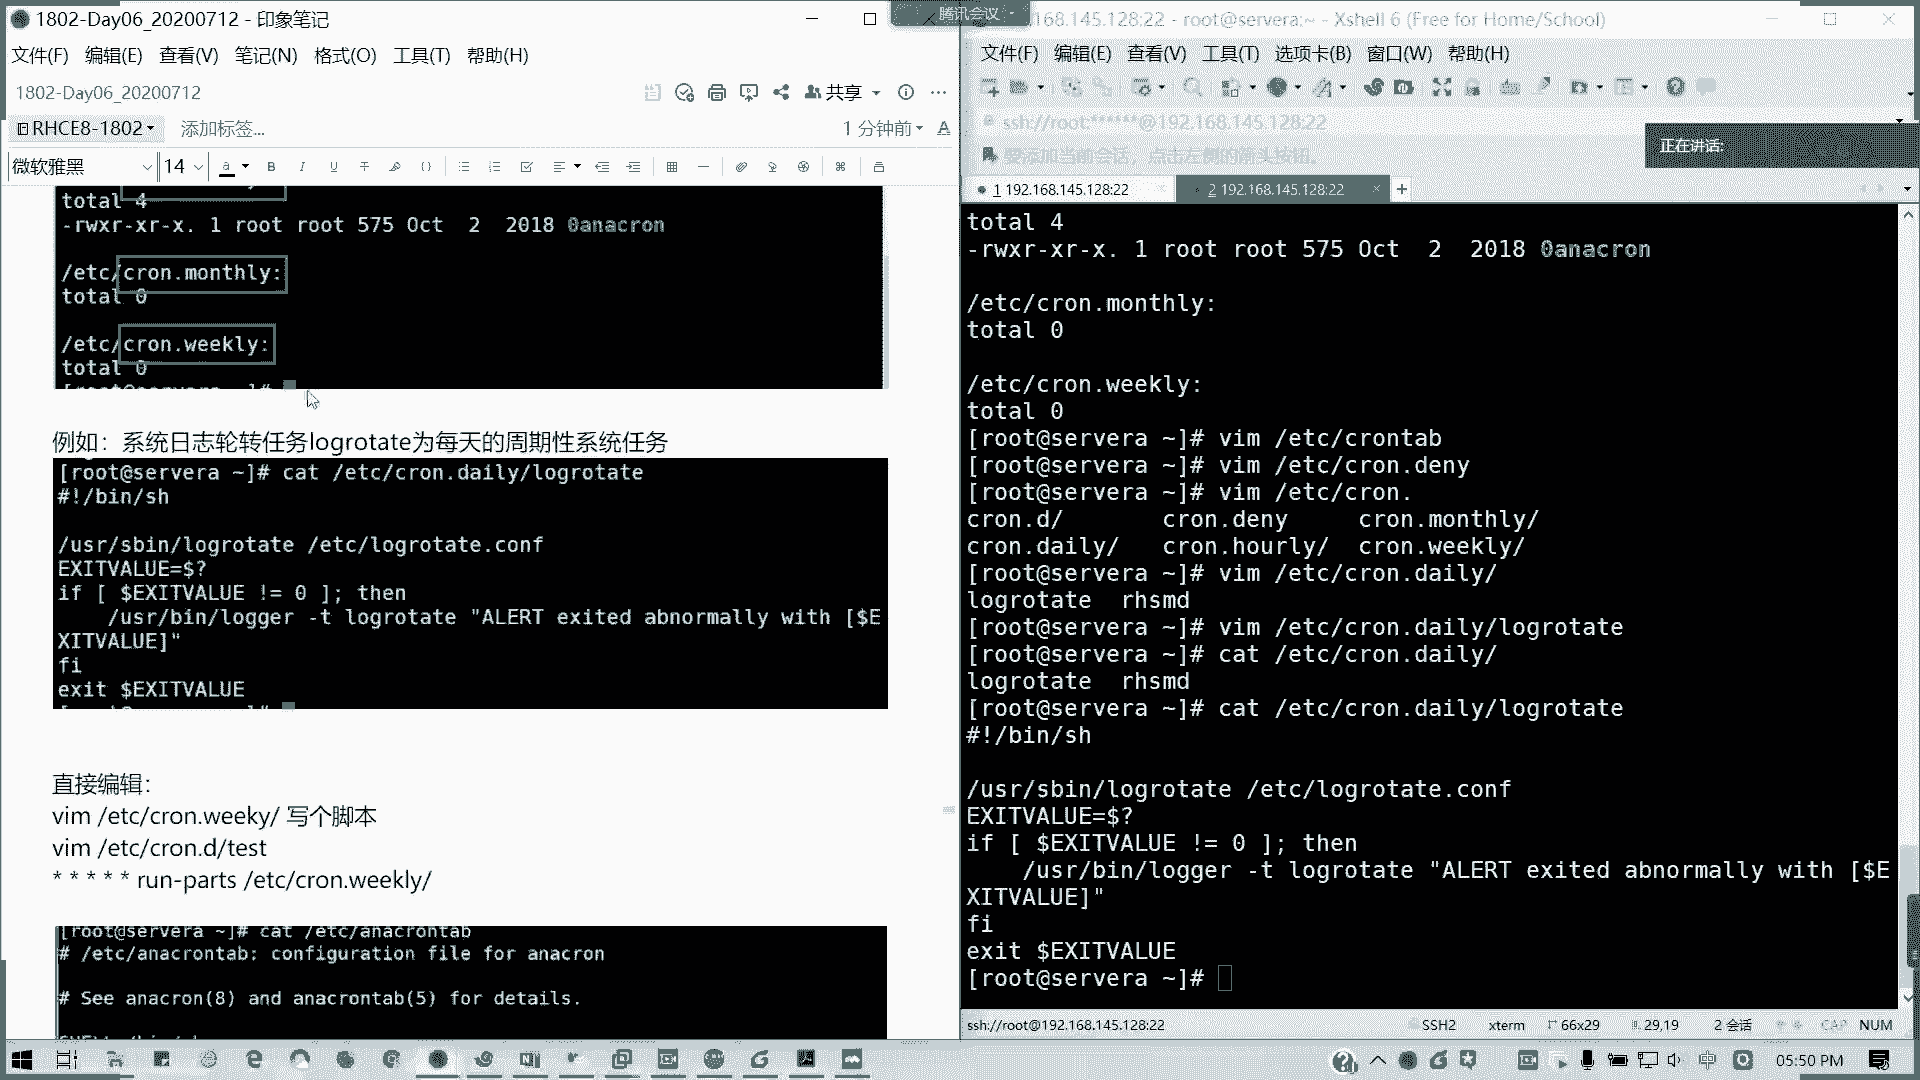 1802-Day06_20200712 - 印象笔记
文件(F) 编辑(E) 查看(V) 笔记(N) 格式(O) 工具(T) 帮助(H)
1802-Day06_20200712
共享
RHCE8-1802
添加标签...
1 分钟前
微软雅黑
14
total 4
-rwxr-xr-x. 1 root root 575 Oct  2  2018 0anacron
/etc/cron.monthly:
total 0
/etc/cron.weekly:
total 0
例如：系统日志轮转任务logrotate为每天的周期性系统任务
[root@servera ~]# cat /etc/cron.daily/logrotate
#!/bin/sh
/usr/sbin/logrotate /etc/logrotate.conf
EXITVALUE=$?
if [ $EXITVALUE != 0 ]; then
    /usr/bin/logger -t logrotate "ALERT exited abnormally with [$E
XITVALUE]"
fi
exit $EXITVALUE
直接编辑：
vim /etc/cron.weeky/ 写个脚本
vim /etc/cron.d/test
* * * * * run-parts /etc/cron.weekly/
[root@servera ~]# cat /etc/anacrontab
# /etc/anacrontab: configuration file for anacron
# See anacron(8) and anacrontab(5) for details.
腾讯会议
168.145.128:22 - root@servera:~ - Xshell 6 (Free for Home/School)
文件(F) 编辑(E) 查看(V) 工具(T) 选项卡(B) 窗口(W) 帮助(H)
ssh://root:******@192.168.145.128:22
要添加当前会话，点击左侧的箭头按钮。
正在讲话:
1 192.168.145.128:22
2 192.168.145.128:22
total 4
-rwxr-xr-x. 1 root root 575 Oct  2  2018 0anacron
/etc/cron.monthly:
total 0
/etc/cron.weekly:
total 0
[root@servera ~]# vim /etc/crontab
[root@servera ~]# vim /etc/cron.deny
[root@servera ~]# vim /etc/cron.
cron.d/       cron.deny     cron.monthly/
cron.daily/   cron.hourly/  cron.weekly/
[root@servera ~]# vim /etc/cron.daily/
logrotate  rhsmd
[root@servera ~]# vim /etc/cron.daily/logrotate
[root@servera ~]# cat /etc/cron.daily/
logrotate  rhsmd
[root@servera ~]# cat /etc/cron.daily/logrotate
#!/bin/sh
/usr/sbin/logrotate /etc/logrotate.conf
EXITVALUE=$?
if [ $EXITVALUE != 0 ]; then
    /usr/bin/logger -t logrotate "ALERT exited abnormally with [$E
XITVALUE]"
fi
exit $EXITVALUE
[root@servera ~]#
ssh://root@192.168.145.128:22
SSH2
xterm
66x29
29,19
2 会话
CAP
NUM
中
05:50 PM